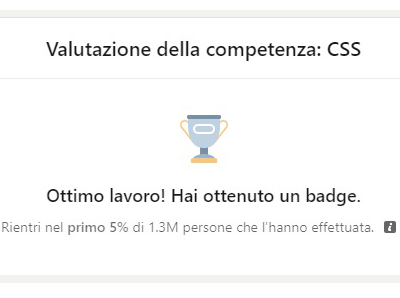 Valutazione della competenza: CSS
Ottimo lavoro! Hai ottenuto un badge.
Rientri nel primo 5% di 1.3M persone che l'hanno effettuata. i